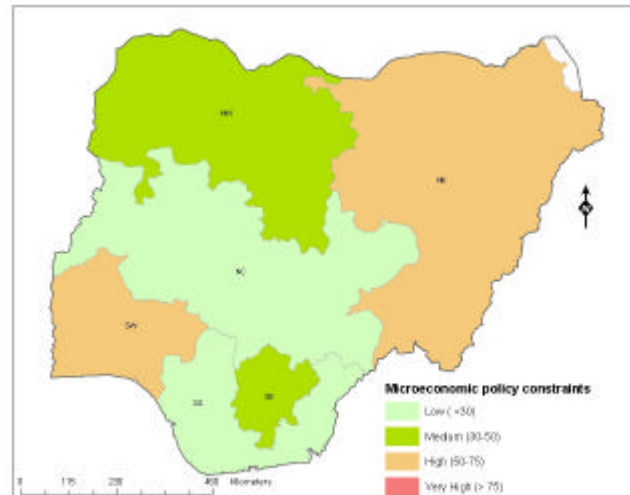 NW
NE
NC
SW
SS
SE
Microeconomic policy constraints
Low ( <30)
Medium (30-50)
High (50-75)
Very High (> 75)
0 115 230 460 Kilometers